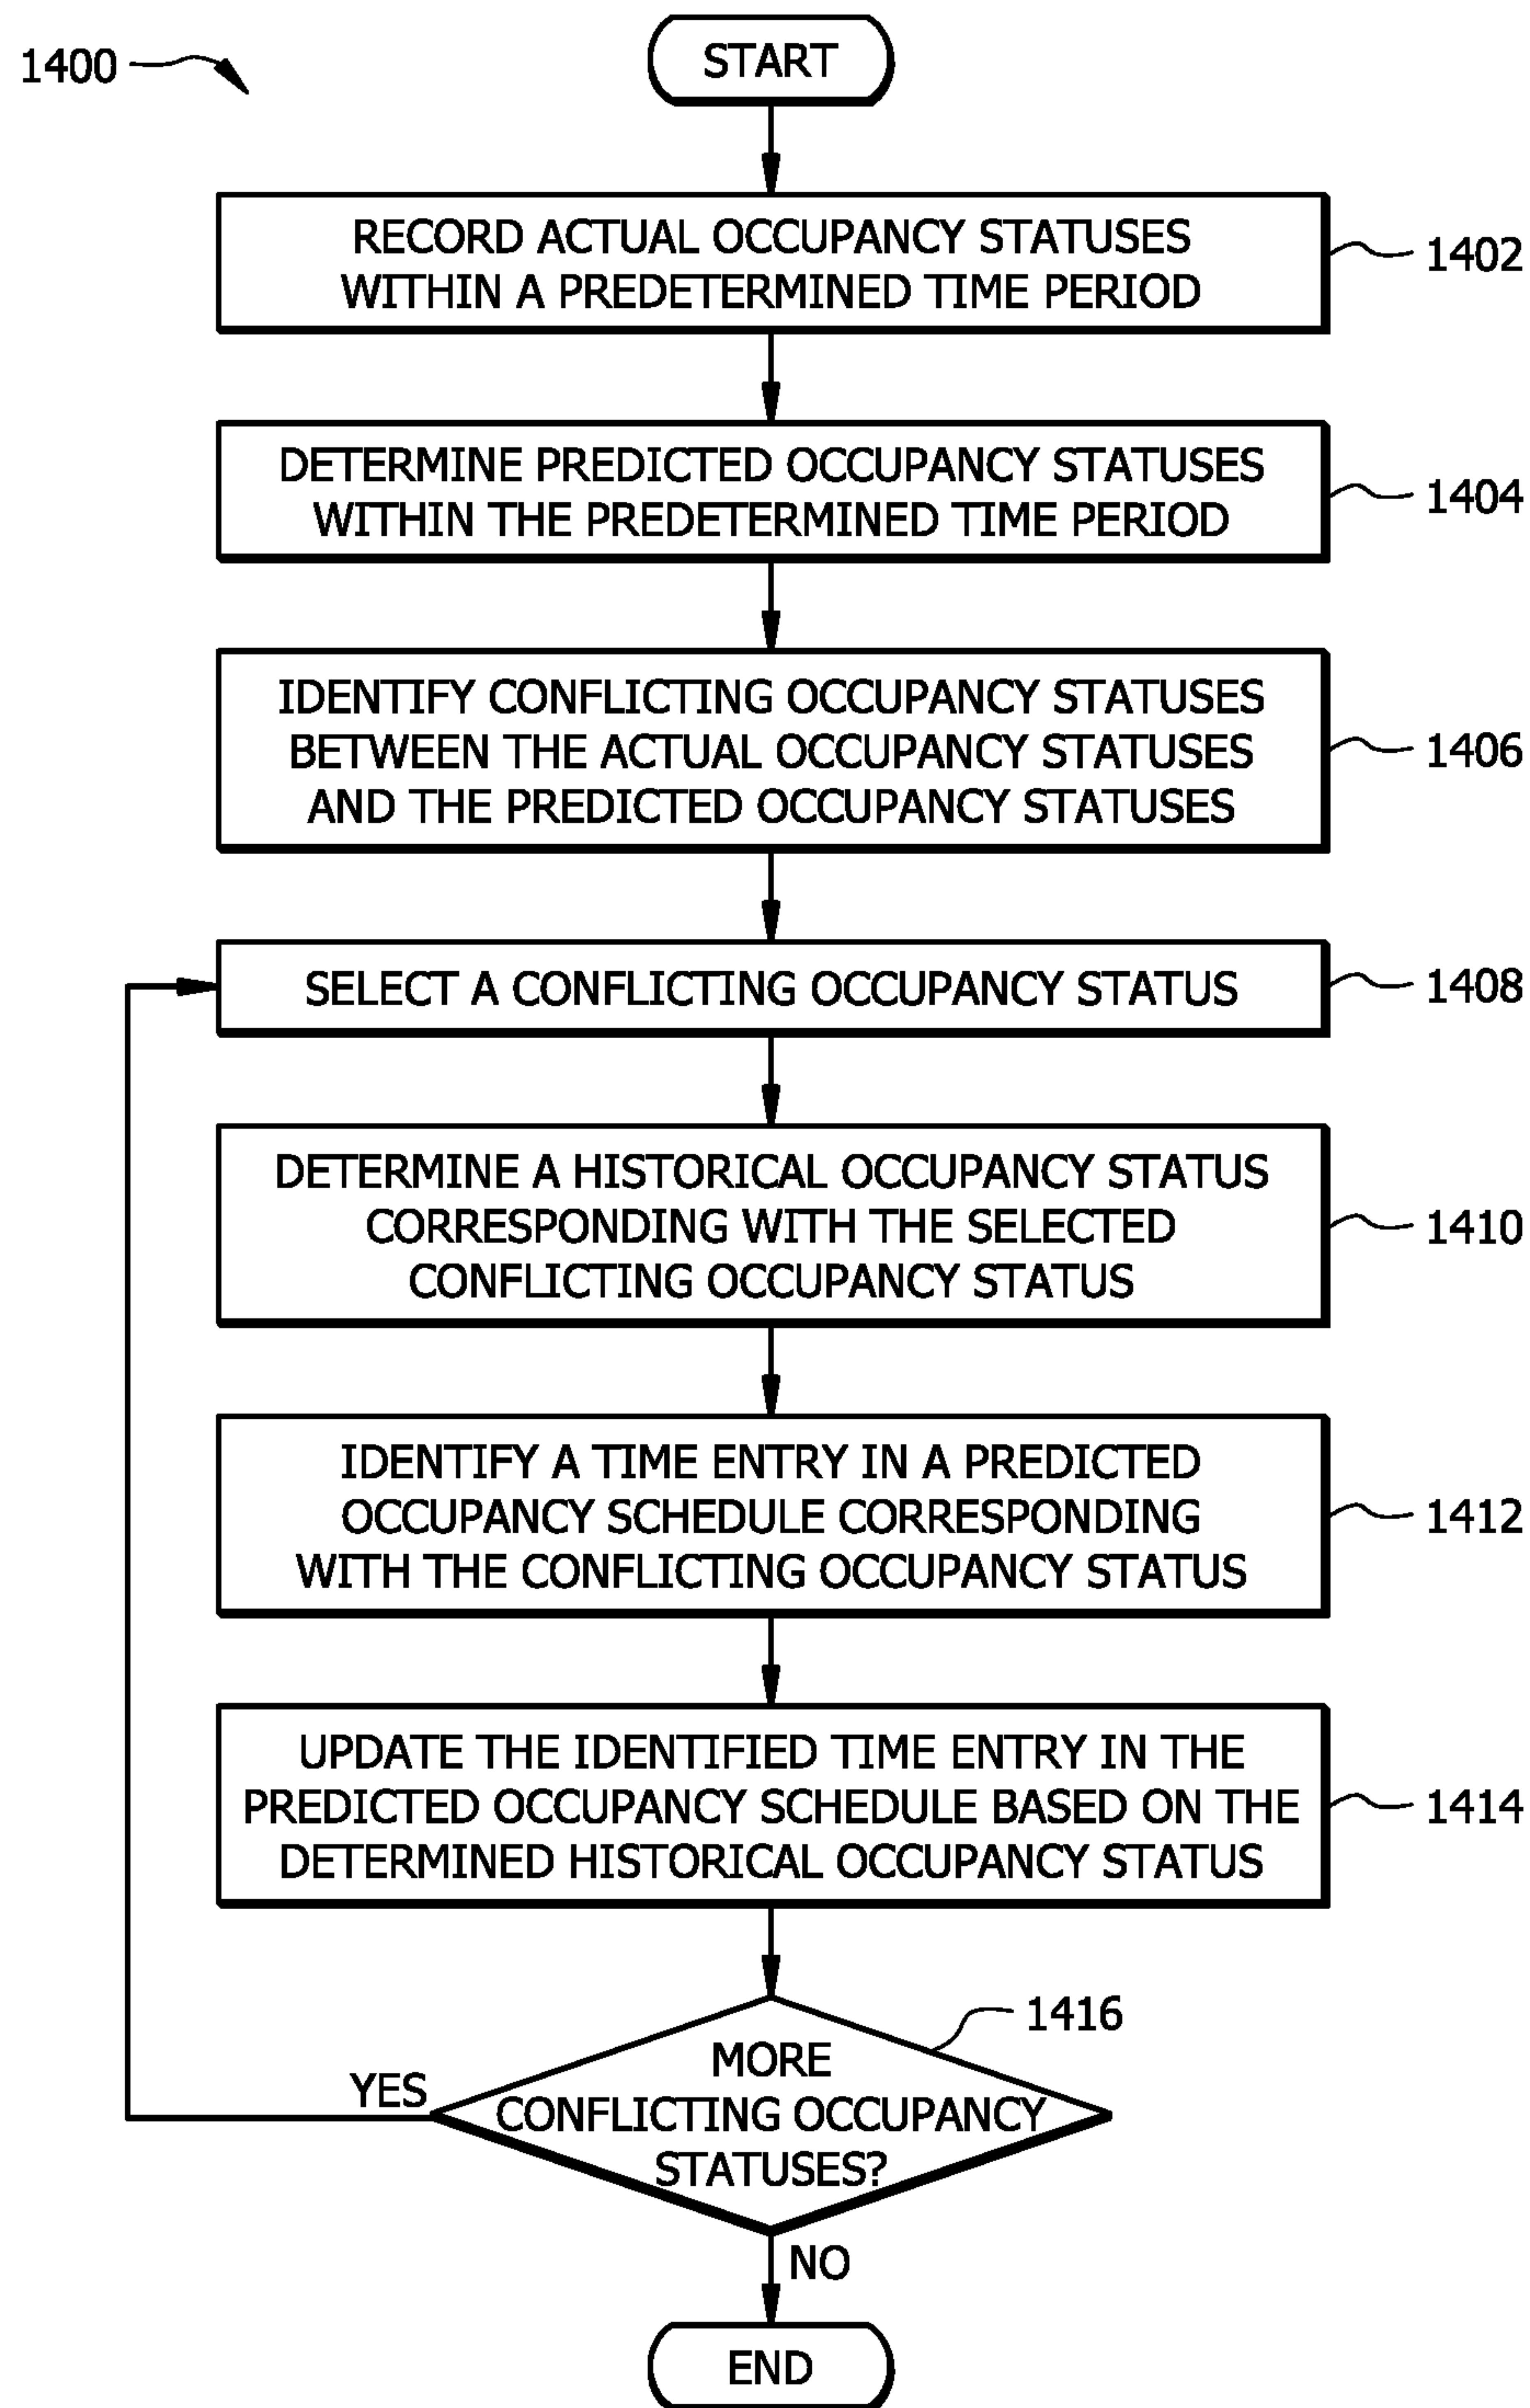 1400
START
RECORD ACTUAL OCCUPANCY STATUSES
WITHIN A PREDETERMINED TIME PERIOD
1402
DETERMINE PREDICTED OCCUPANCY STATUSES
WITHIN THE PREDETERMINED TIME PERIOD
1404
IDENTIFY CONFLICTING OCCUPANCY STATUSES
BETWEEN THE ACTUAL OCCUPANCY STATUSES
AND THE PREDICTED OCCUPANCY STATUSES
1406
SELECT A CONFLICTING OCCUPANCY STATUS
1408
DETERMINE A HISTORICAL OCCUPANCY STATUS
CORRESPONDING WITH THE SELECTED
CONFLICTING OCCUPANCY STATUS
1410
IDENTIFY A TIME ENTRY IN A PREDICTED
OCCUPANCY SCHEDULE CORRESPONDING
WITH THE CONFLICTING OCCUPANCY STATUS
1412
UPDATE THE IDENTIFIED TIME ENTRY IN THE
PREDICTED OCCUPANCY SCHEDULE BASED ON THE
DETERMINED HISTORICAL OCCUPANCY STATUS
1414
1416
MORE
CONFLICTING OCCUPANCY
STATUSES?
YES
NO
END